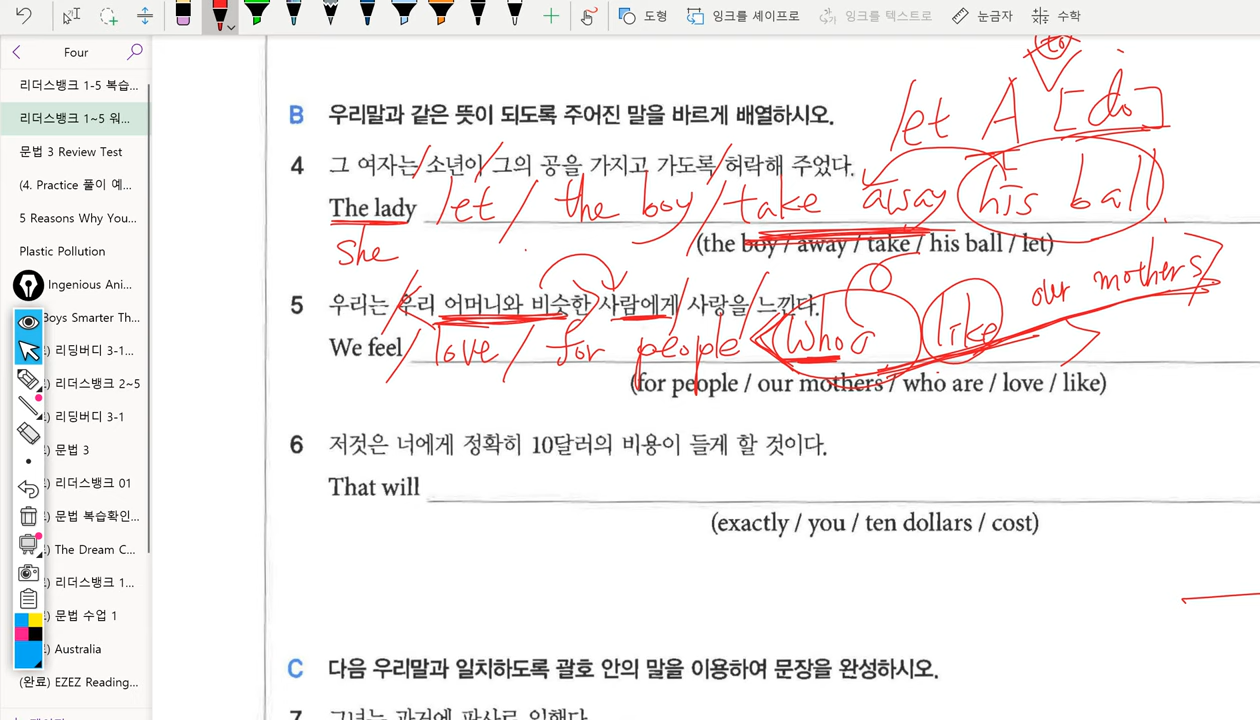 도형
잉크를 셰이프로
잉크를 텍스트로
눈금자
수학
Four
리더스뱅크 1-5 복습...
리더스뱅크 1~5 워...
문법 3 Review Test
(4. Practice 풀이 예...
5 Reasons Why You...
Plastic Pollution
Ingenious Ani...
Boys Smarter Th...
) 리딩버디 3-1...
) 리더스뱅크 2~5
) 리딩버디 3-1
) 문법 3
) 리더스뱅크 01
) 문법 복습확인...
) The Dream C...
) 리더스뱅크 1...
) 문법 수업 1
) Australia
(완료) EZEZ Reading...
(to)
let A [do]
B 우리말과 같은 뜻이 되도록 주어진 말을 바르게 배열하시오.
4 그 여자는/소년이/그의 공을 가지고 가도록/허락해 주었다.
The lady let / the boy / take away his ball.
she
(the boy / away / take / his ball / let)
5 우리는 우리 어머니와 비슷한 사람에게 사랑을 느낀다.
our mothers
We feel / love / for people <who like
(for people / our mothers / who are / love / like)
6 저것은 너에게 정확히 10달러의 비용이 들게 할 것이다.
That will
(exactly / you / ten dollars / cost)
C 다음 우리말과 일치하도록 괄호 안의 말을 이용하여 문장을 완성하시오.
7 그녀는 과거에 판사로 일했다.